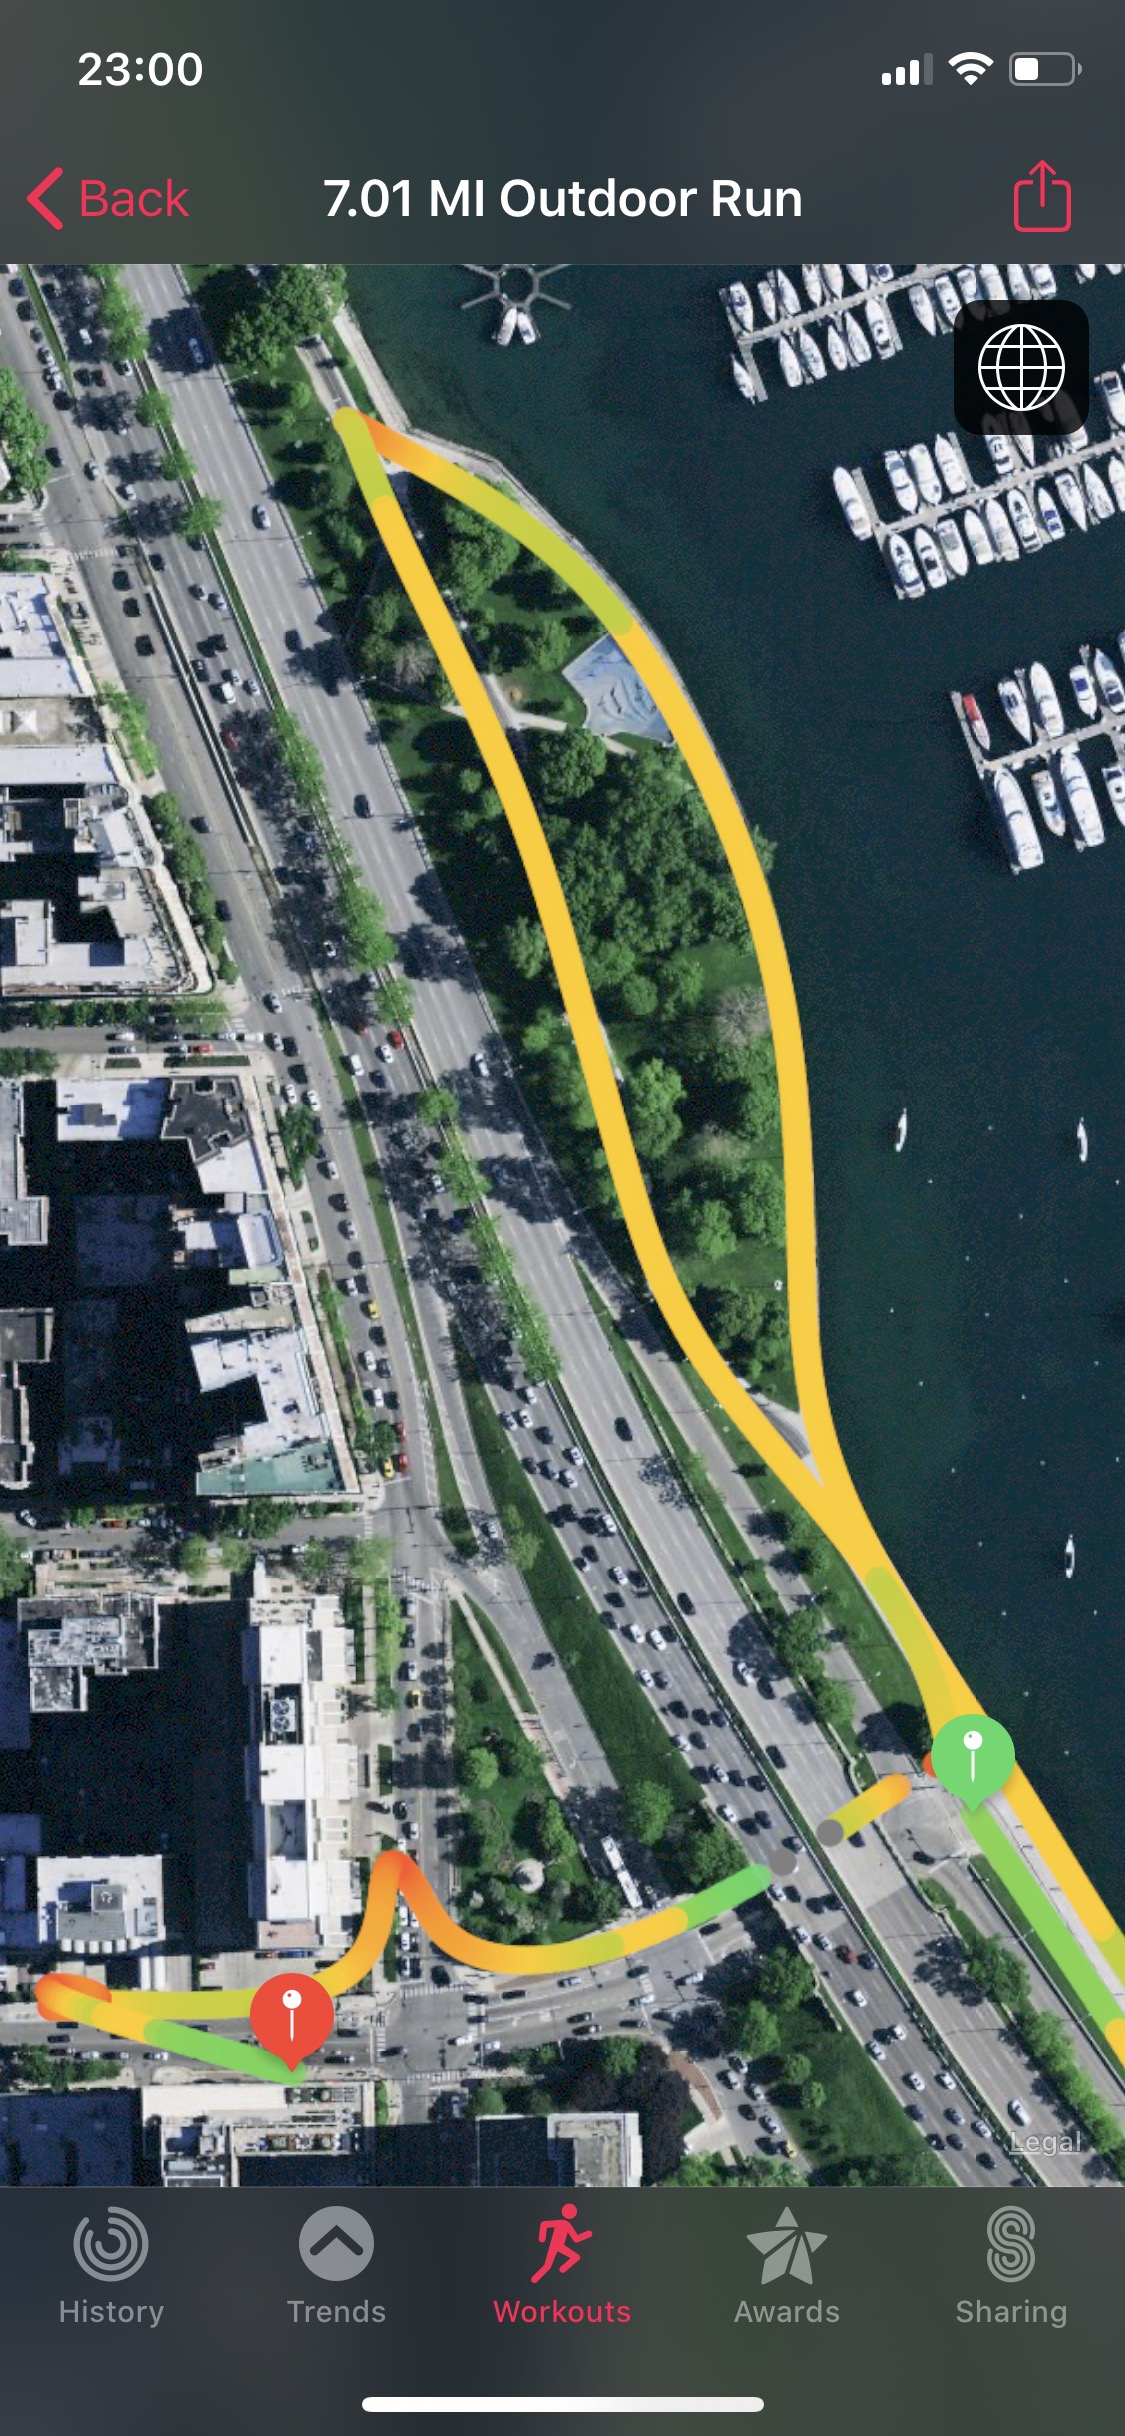 23:00
Back
7.01 MI Outdoor Run
Legal
History
Trends
Workouts
Awards
Sharing